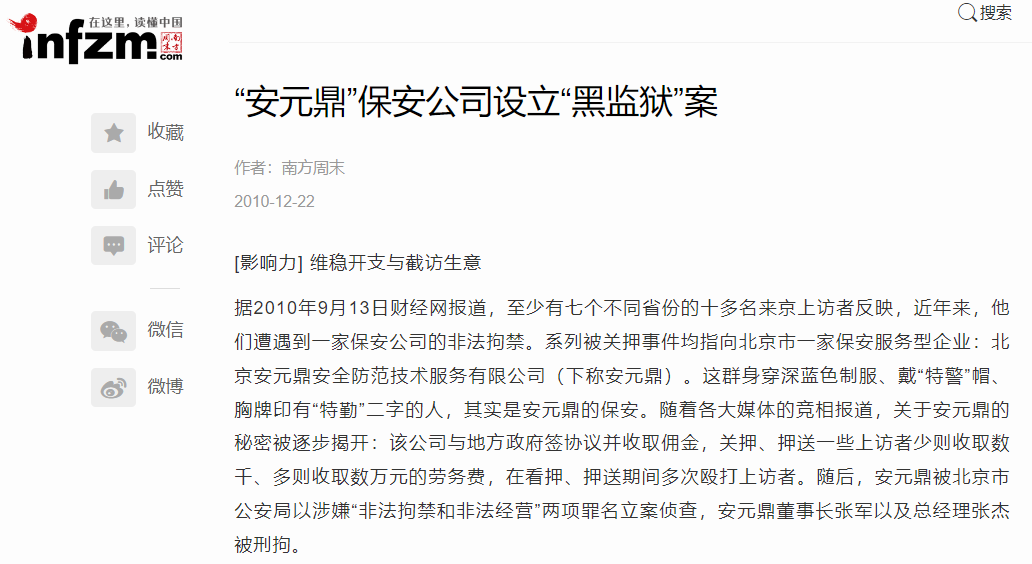 在这里，读懂中国
infzm
南方周末
.com
搜索
“安元鼎”保安公司设立“黑监狱”案
收藏
作者：南方周末
点赞
2010-12-22
评论
[影响力] 维稳开支与截访生意
据2010年9月13日财经网报道，至少有七个不同省份的十多名来京上访者反映，近年来，他
微信
们遭遇到一家保安公司的非法拘禁。系列被关押事件均指向北京市一家保安服务型企业：北
京安元鼎安全防范技术服务有限公司（下称安元鼎）。这群身穿深蓝色制服、戴“特警”帽、
微博
胸牌印有“特勤”二字的人，其实是安元鼎的保安。随着各大媒体的竞相报道，关于安元鼎的
秘密被逐步揭开：该公司与地方政府签协议并收取佣金，关押、押送一些上访者少则收取数
千、多则收取数万元的劳务费，在看押、押送期间多次殴打上访者。随后，安元鼎被北京市
公安局以涉嫌“非法拘禁和非法经营”两项罪名立案侦查，安元鼎董事长张军以及总经理张杰
被刑拘。